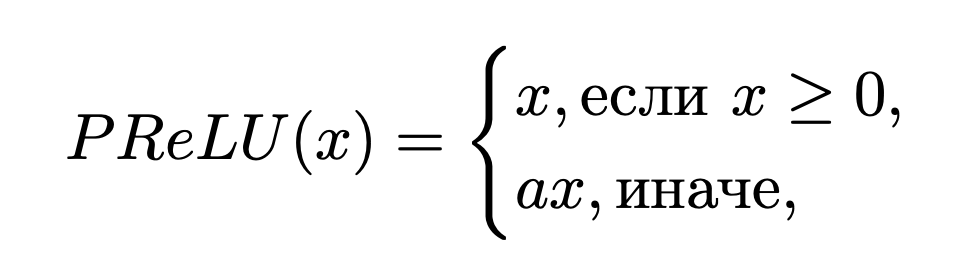 PReLU(x) = { x, если x ≥ 0,
ax, иначе,